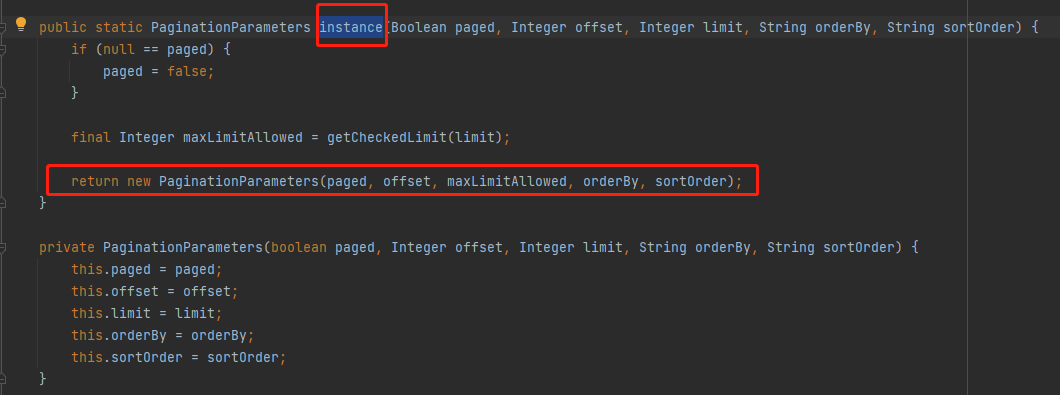 public static PaginationParameters instance(Boolean paged, Integer offset, Integer limit, String orderBy, String sortOrder) {
if (null == paged) {
paged = false;
}
final Integer maxLimitAllowed = getCheckedLimit(limit);
return new PaginationParameters(paged, offset, maxLimitAllowed, orderBy, sortOrder);
}
private PaginationParameters(boolean paged, Integer offset, Integer limit, String orderBy, String sortOrder) {
this.paged = paged;
this.offset = offset;
this.limit = limit;
this.orderBy = orderBy;
this.sortOrder = sortOrder;
}